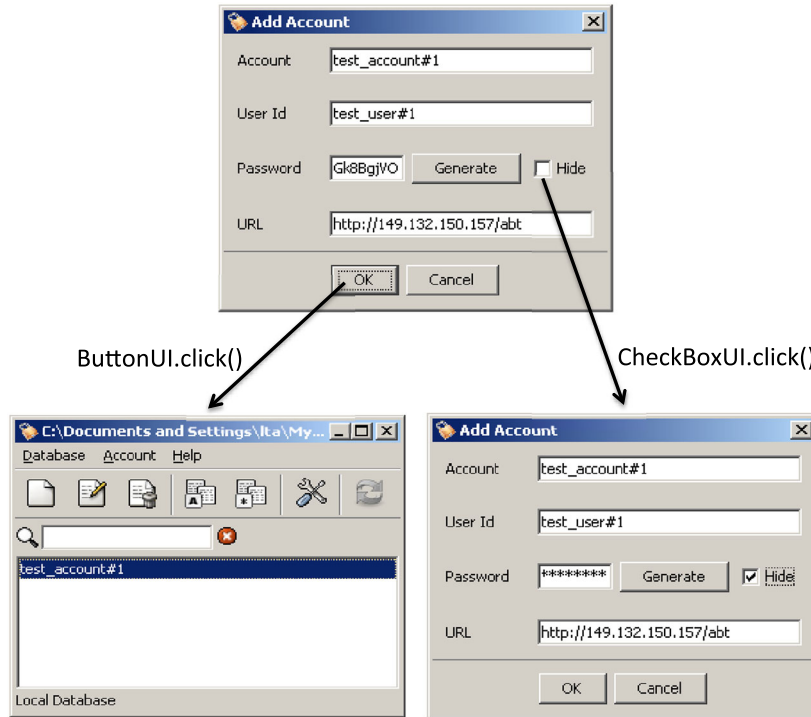 Add Account
Account test_account#1
User Id test_user#1
Password Gk8BgjVO Generate Hide
URL http://149.132.150.157/abt
OK Cancel
ButtonUI.click()
CheckBoxUI.click()
C:\Documents and Settings\lta\My...
Database Account Help
A *
test_account#1
Local Database
Add Account
Account test_account#1
User Id test_user#1
Password ******** Generate Hide
URL http://149.132.150.157/abt
OK Cancel